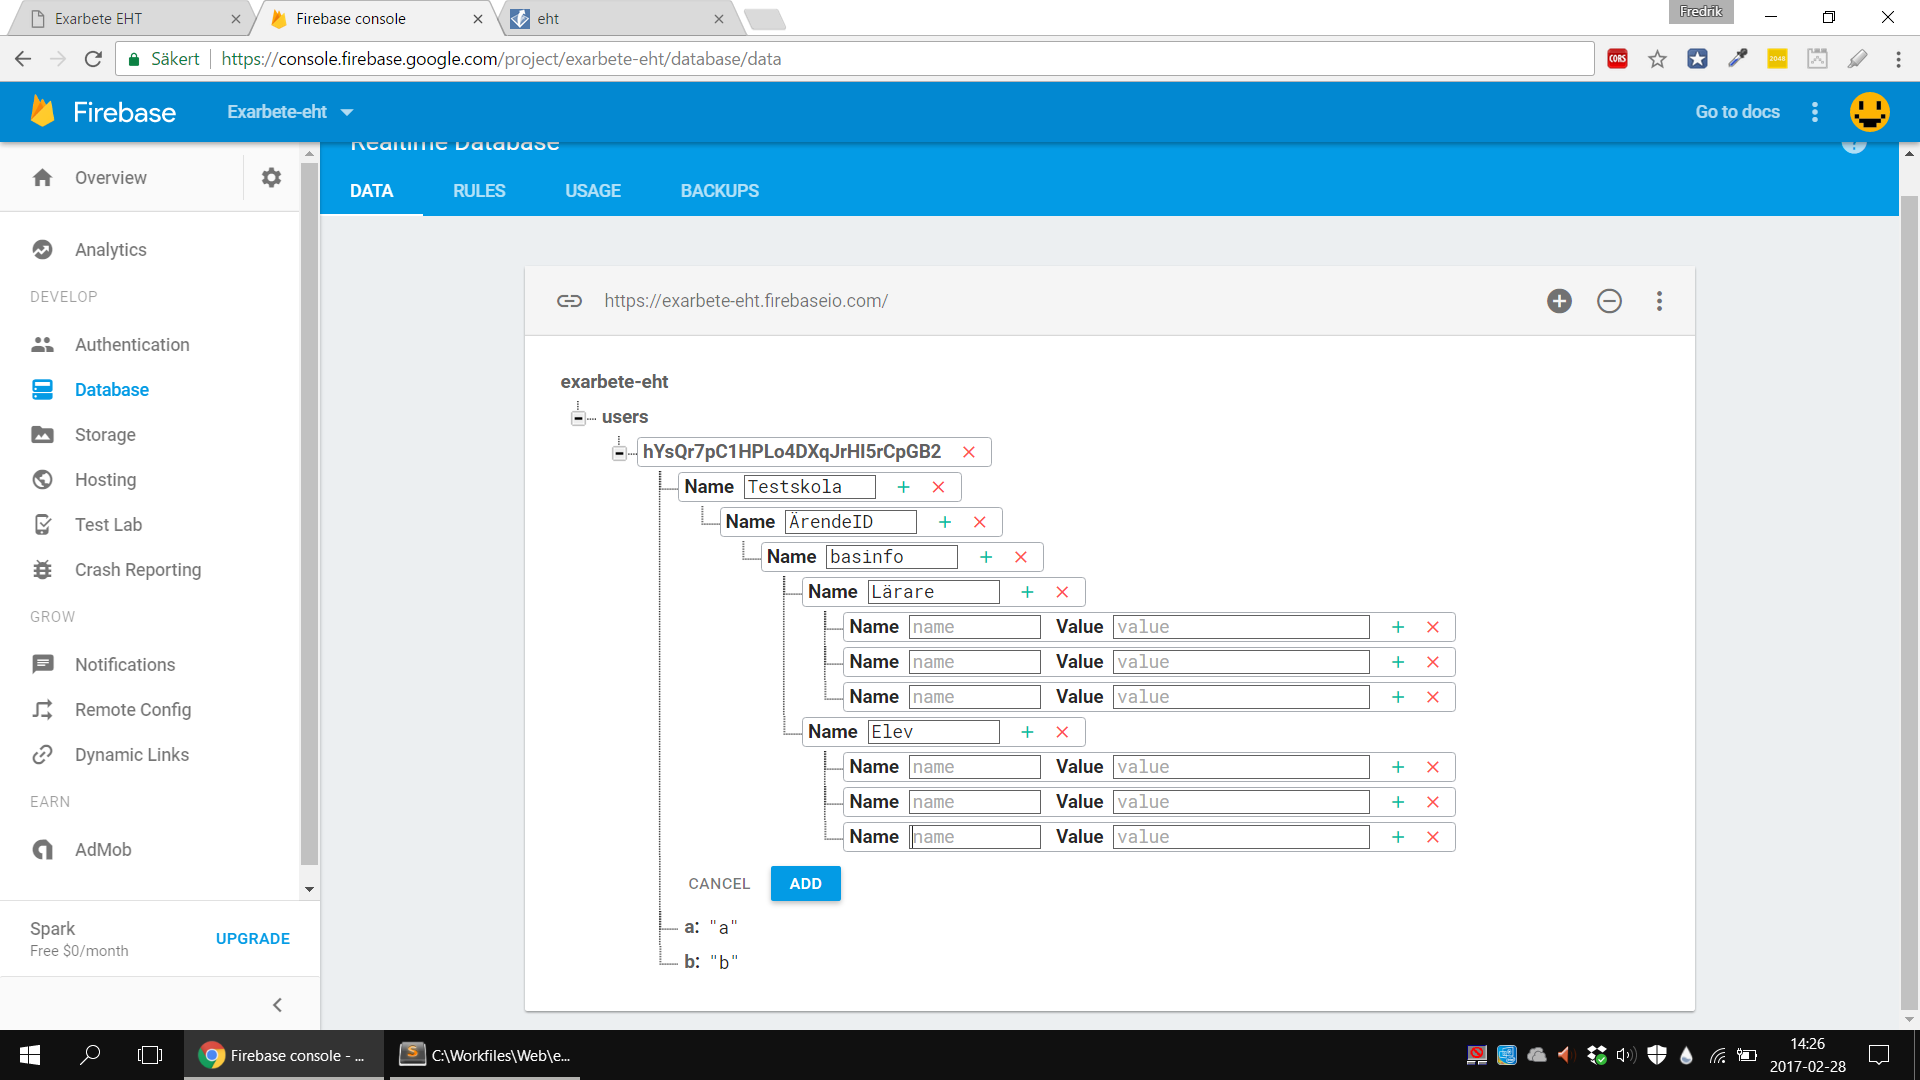 Exarbete EHT
Firebase console
eht
Fredrik
Säkert
https://console.firebase.google.com/project/exarbete-eht/database/data
CORS
2048
Firebase
Exarbete-eht
Go to docs
Realtime Database
?
DATA
RULES
USAGE
BACKUPS
Overview
Analytics
DEVELOP
Authentication
Database
Storage
Hosting
Test Lab
Crash Reporting
GROW
Notifications
Remote Config
Dynamic Links
EARN
AdMob
Spark
Free $0/month
UPGRADE
https://exarbete-eht.firebaseio.com/
exarbete-eht
users
hYsQr7pC1HPLo4DXqJrHI5rCpGB2
Name Testskola
Name ÄrendeID
Name basinfo
Name Lärare
Name name Value value
Name name Value value
Name name Value value
Name Elev
Name name Value value
Name name Value value
Name name Value value
CANCEL ADD
a: "a"
b: "b"
Firebase console - ...
C:\Workfiles\Web\e...
14:26
2017-02-28